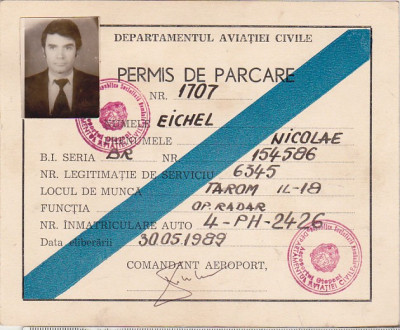 DEPARTAMENTUL AVIAȚIEI CIVILE
PERMIS DE PARCARE
NR. 1707
NUMELE EICHEL
PRENUMELE NICOLAE
B.I. SERIA BR NR. 154586
NR. LEGITIMAȚIE DE SERVICIU 6345
LOCUL DE MUNCĂ TAROM IL-18
FUNCȚIA OP. RADAR
NR. ÎNMATRICULARE AUTO 4-PH-2426
Data eliberării 30.05.1989
COMANDANT AEROPORT,